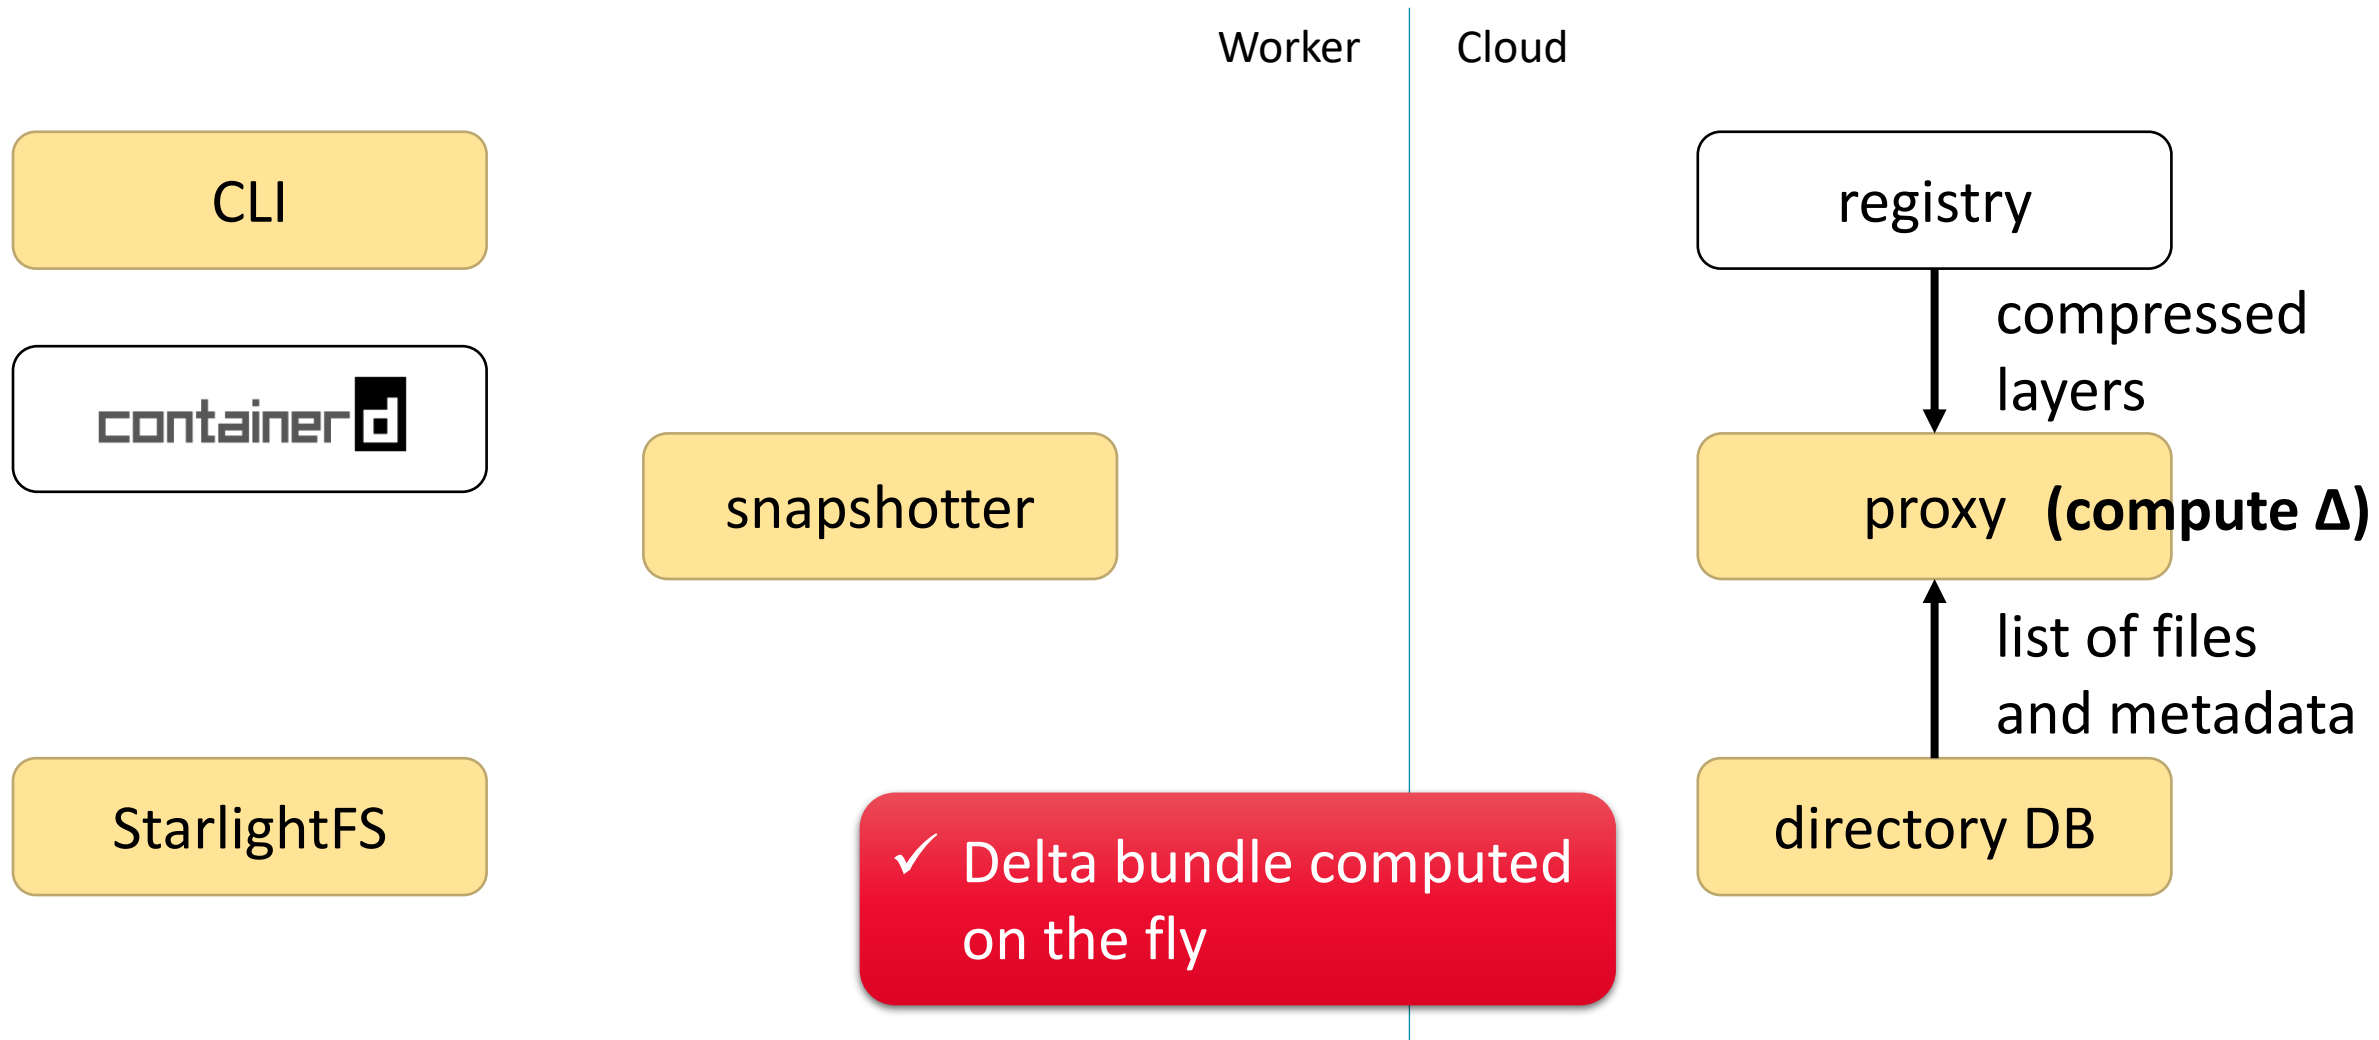 Worker
Cloud
CLI
registry
compressed
layers
containerd
snapshotter
proxy (compute Δ)
list of files
and metadata
StarlightFS
directory DB
✓ Delta bundle computed
on the fly